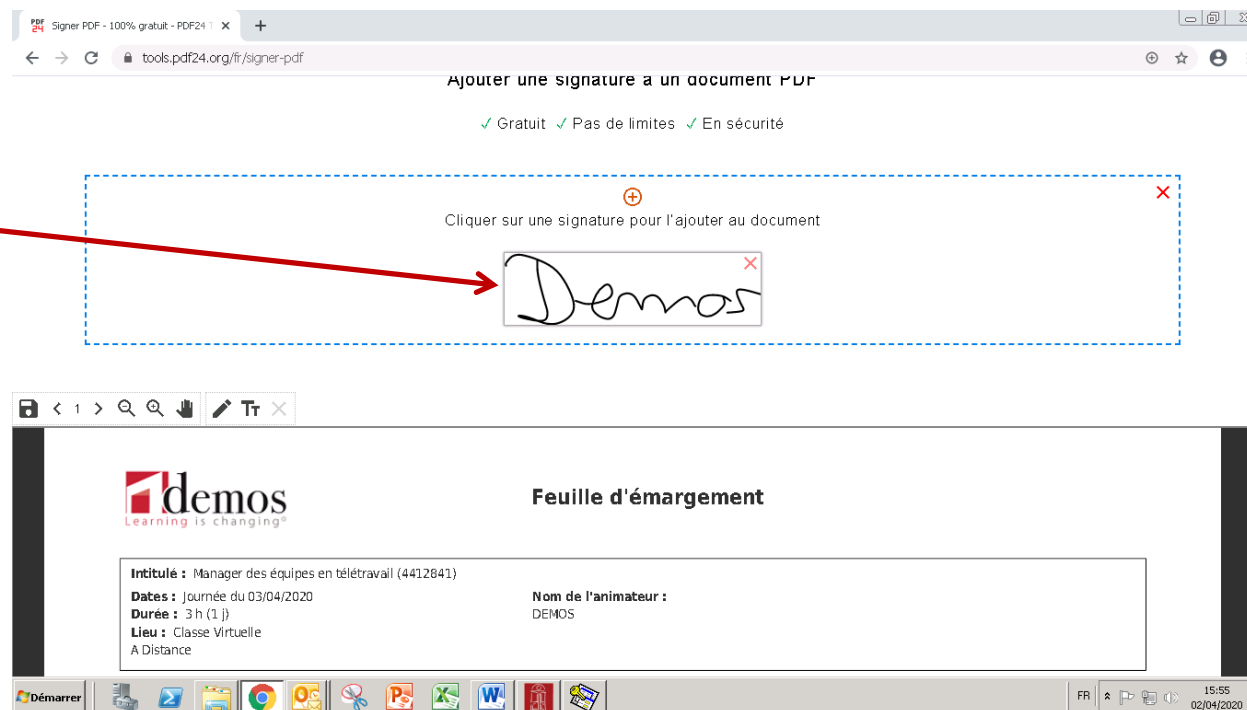 Signer PDF - 100% gratuit - PDF24 T
tools.pdf24.org/fr/signer-pdf
Ajouter une signature à un document PDF
✓ Gratuit ✓ Pas de limites ✓ En sécurité
Cliquer sur une signature pour l'ajouter au document
Demos
1
demos
Learning is changing®
Feuille d'émargement
Intitulé : Manager des équipes en télétravail (4412841)
Dates : Journée du 03/04/2020
Nom de l'animateur :
Durée : 3 h (1 j)
DEMOS
Lieu : Classe Virtuelle
A Distance
Démarrer
FR
15:55
02/04/2020